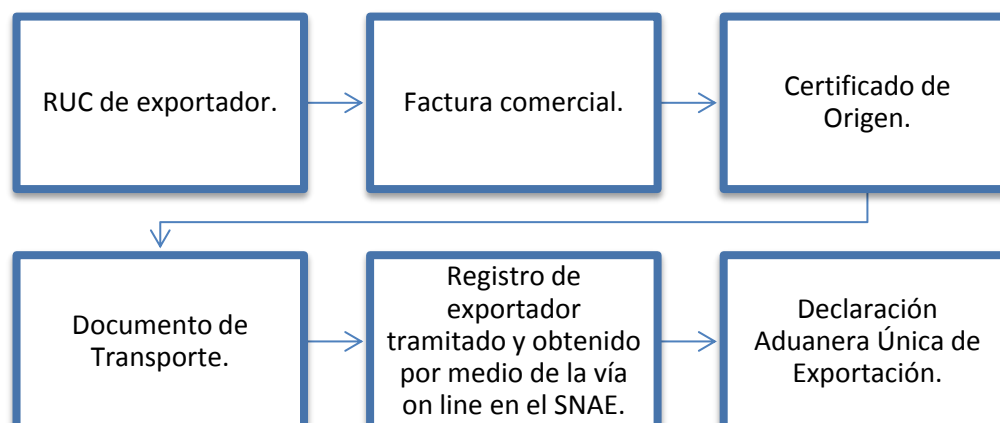 RUC de exportador.
Factura comercial.
Certificado de
Origen.
Documento de
Transporte.
Registro de
exportador
tramitado y obtenido
por medio de la vía
on line en el SNAE.
Declaración
Aduanera Única de
Exportación.